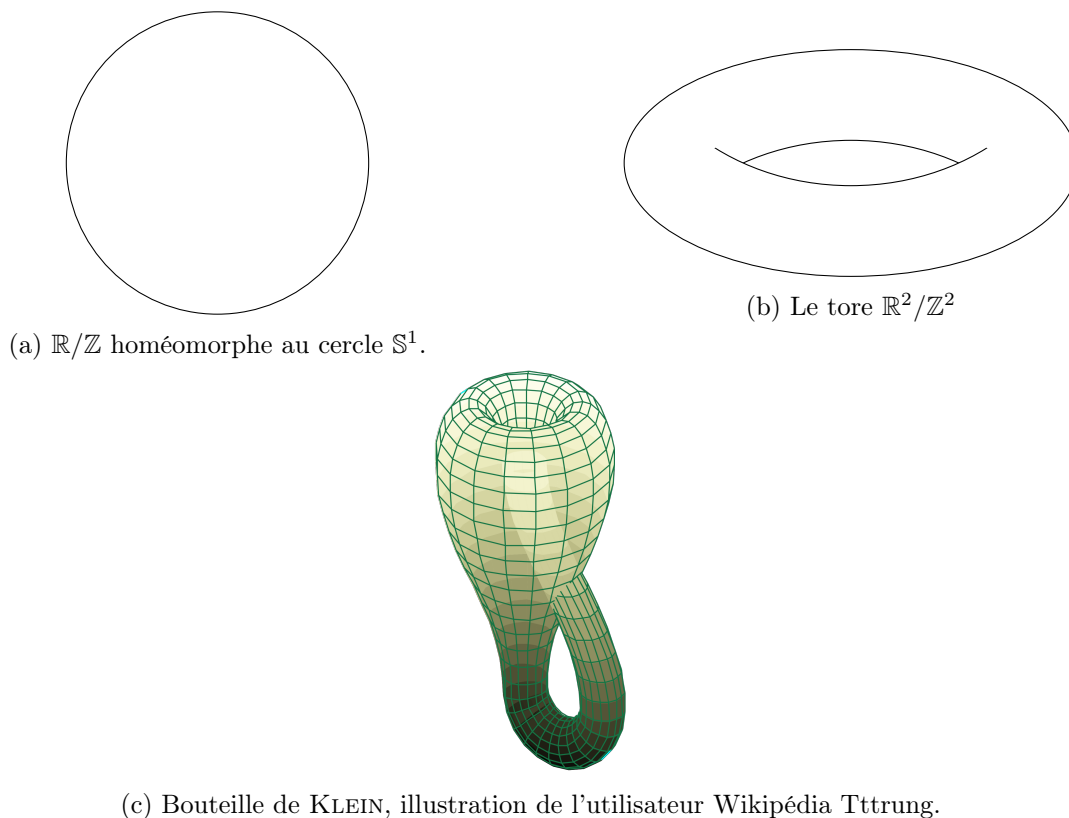 (a) ℝ/ℤ homéomorphe au cercle 𝕊¹.
(b) Le tore ℝ²/ℤ²
(c) Bouteille de KLEIN, illustration de l'utilisateur Wikipédia Tttrung.